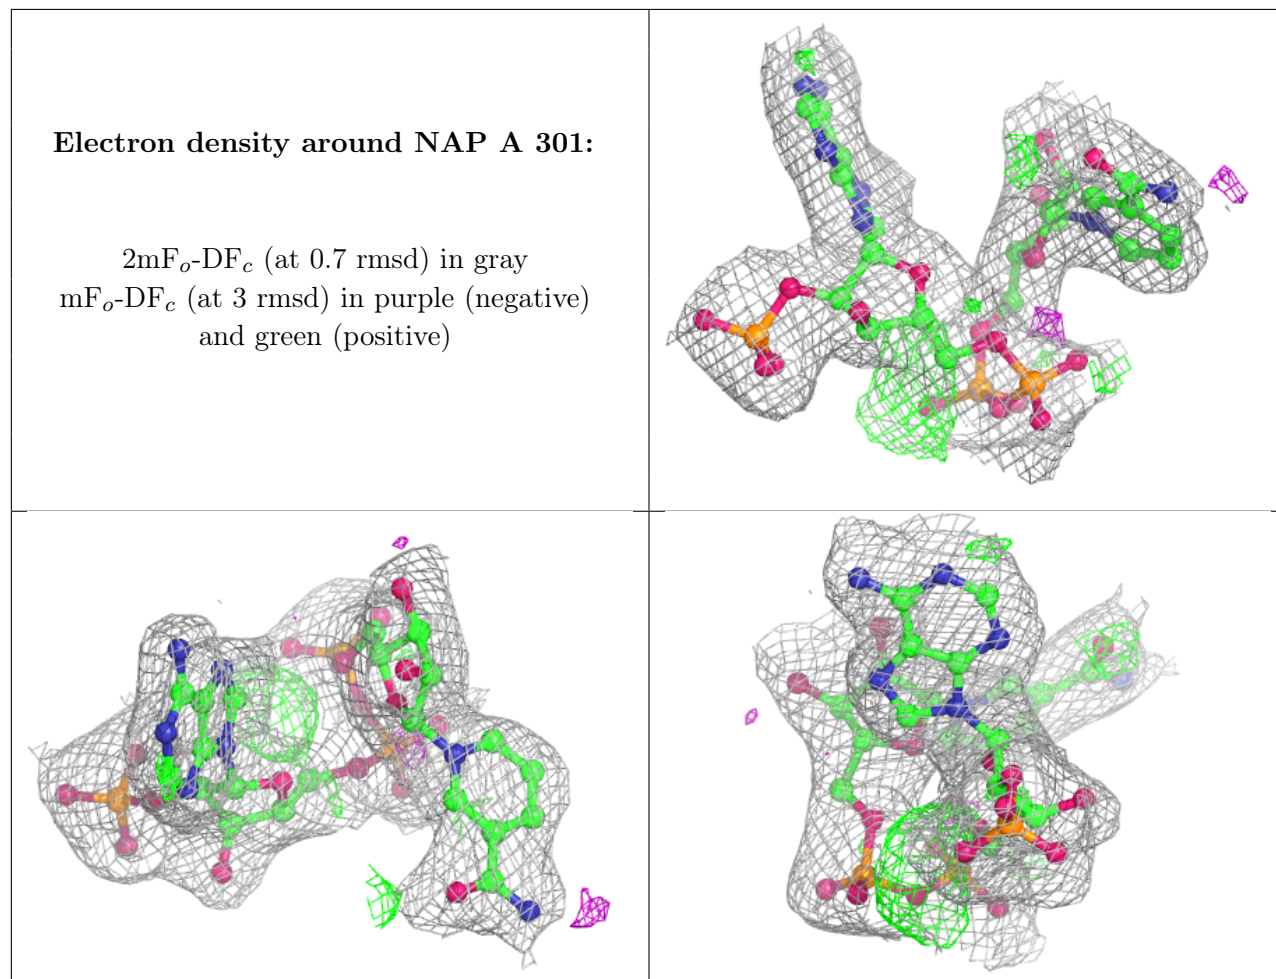 Electron density around NAP A 301:
2mFo-DFc (at 0.7 rmsd) in gray
mFo-DFc (at 3 rmsd) in purple (negative)
and green (positive)